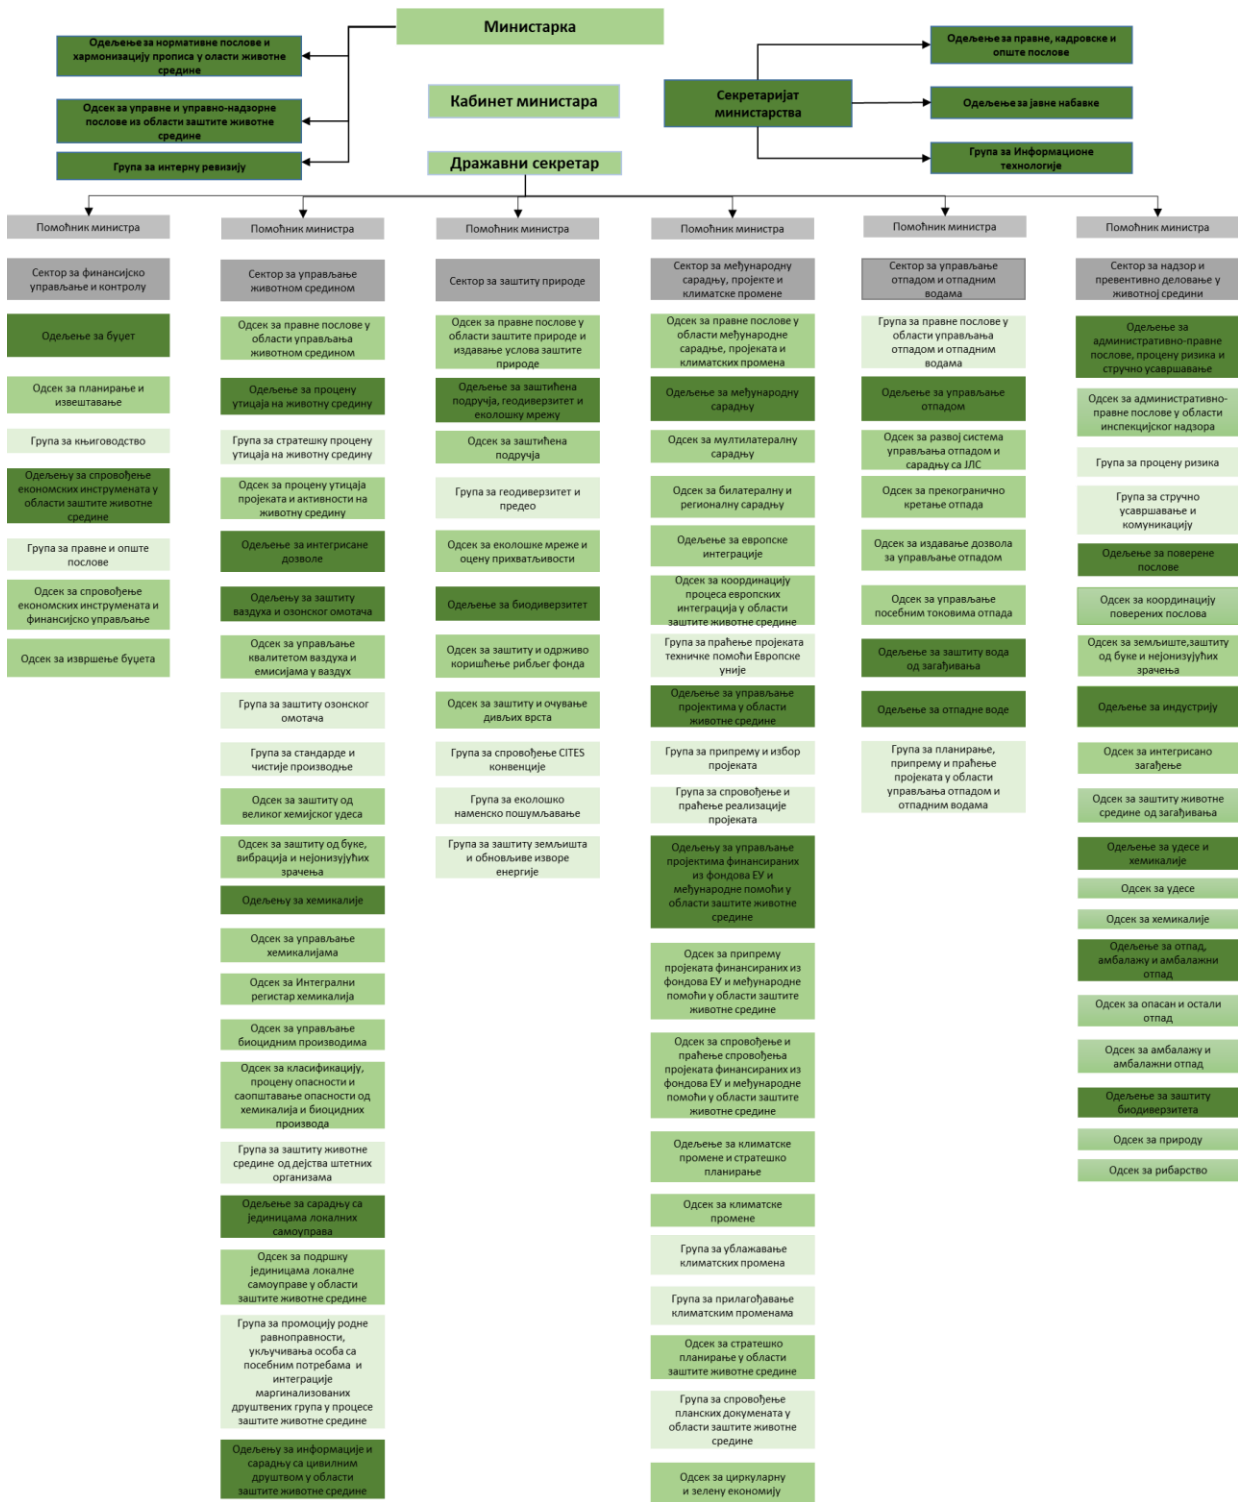 Министарка
Одељење за нормативне послове и
хармонизацију прописа у оласти животне
средине
Одсек за управне и управно-надзорне
послове из области заштите животне
средине
Група за интерну ревизију
Кабинет министара
Државни секретар
Секретаријат
министарства
Одељење за правне, кадровске и
опште послове
Одељење за јавне набавке
Група за Информационе
технологије
Помоћник министра
Сектор за финансијско
управљање и контролу
Одељење за буџет
Одсек за планирање и
извештавање
Група за књиговодство
Одељењу за спровођење
економских инструмената у
области заштите животне
средине
Група за правне и опште
послове
Одсек за спровођење
економских инструмената и
финансијско управљање
Одсек за извршење буџета
Помоћник министра
Сектор за управљање
животном средином
Одсек за правне послове у
области управљања
животном средином
Одељење за процену
утицаја на животну средину
Група за стратешку процену
утицаја на животну средину
Одсек за процену утицаја
пројеката и активности на
животну средину
Одељење за интегрисане
дозволе
Одељењу за заштиту
ваздуха и озонског омотача
Одсек за управљање
квалитетом ваздуха и
емисијама у ваздух
Група за заштиту озонског
омотача
Група за стандарде и
чистије производње
Одсек за заштиту од
великог хемијског удеса
Одсек за заштиту од буке,
вибрација и нејонизујућих
зрачења
Одељењу за хемикалије
Одсек за управљање
хемикалијама
Одсек за Интегрални
регистар хемикалија
Одсек за управљање
биоцидним производима
Одсек за класификацију,
процену опасности и
саопштавање опасности од
хемикалија и биоцидних
производа
Група за заштиту животне
средине од дејства штетних
организама
Одељење за сарадњу са
јединицама локалних
самоуправа
Одсек за подршку
јединицама локалне
самоуправе у области
заштите животне средине
Група за промоцију родне
равноправности,
укључивања особа са
посебним потребама и
интеграције
маргинализованих
друштвених група у процесе
заштите животне средине
Одељењу за информације и
сарадњу са цивилним
друштвом у области
заштите животне средине
Помоћник министра
Сектор за заштиту природе
Одсек за правне послове у
области заштите природе и
издавање услова заштите
природе
Одељење за заштићена
подручја, геодиверзитет и
еколошку мрежу
Одсек за заштићена
подручја
Група за геодиверзитет и
предео
Одсек за еколошке мреже и
оцену прихватљивости
Одељење за биодиверзитет
Одсек за заштиту и одрживо
коришћење рибљег фонда
Одсек за заштиту и очување
дивљих врста
Група за спровођење CITES
конвенције
Група за еколошко
наменско пошумљавање
Група за заштиту земљишта
и обновљиве изворе
енергије
Помоћник министра
Сектор за међународну
сарадњу, пројекте и
климатске промене
Одсек за правне послове у
области међународне
сарадње, пројеката и
климатских промена
Одељење за међународну
сарадњу
Одсек за мултилатералну
сарадњу
Одсек за билатералну и
регионалну сарадњу
Одељење за европске
интеграције
Одсек за координацију
процеса европских
интеграција у области
заштите животне средине
Група за праћење пројеката
техничке помоћи Европске
уније
Одељење за управљање
пројектима у области
животне средине
Група за припрему и избор
пројеката
Група за спровођење и
праћење реализације
пројеката
Одељењу за управљање
пројектима финансираних
из фондова ЕУ и
међународне помоћи у
области заштите животне
средине
Одсек за припрему
пројеката финансираних из
фондова ЕУ и међународне
помоћи у области заштите
животне средине
Одсек за спровођење и
праћење спровођења
пројеката финансираних из
фондова ЕУ и међународне
помоћи у области заштите
животне средине
Одељење за климатске
промене и стратешко
планирање
Одсек за климатске
промене
Група за ублажавање
климатских промена
Група за прилагођавање
климатским променама
Одсек за стратешко
планирање у области
заштите животне средине
Група за спровођење
планских докумената у
области заштите животне
средине
Одсек за циркуларну
и зелену економију
Помоћник министра
Сектор за управљање
отпадом и отпадним
водама
Група за правне послове у
области управљања
отпадом и отпадним
водама
Одељење за управљање
отпадом
Одсек за развој система
управљања отпадом и
сарадњу са ЈЛС
Одсек за прекогранично
кретање отпада
Одсек за издавање дозвола
за управљање отпадом
Одсек за управљање
посебним токовима отпада
Одељење за заштиту вода
од загађивања
Одељење за отпадне воде
Група за планирање,
припрему и праћење
пројеката у области
управљања отпадом и
отпадним водама
Помоћник министра
Сектор за надзор и
превентивно деловање у
животној средини
Одељење за
административно-правне
послове, процену ризика и
стручно усавршавање
Одсек за административно-
правне послове у области
инспекцијског надзора
Група за процену ризика
Група за стручно
усавршавање и
комуникацију
Одељење за поверене
послове
Одсек за координацију
поверених послова
Одсек за земљиште,заштиту
од буке и нејонизујућих
зрачења
Одељење за индустрију
Одсек за интегрисано
загађење
Одсек за заштиту животне
средине од загађивања
Одељење за удесе и
хемикалије
Одсек за удесе
Одсек за хемикалије
Одељење за отпад,
амбалажу и амбалажни
отпад
Одсек за опасан и остали
отпад
Одсек за амбалажу и
амбалажни отпад
Одељење за заштиту
биодиверзитета
Одсек за природу
Одсек за рибарство